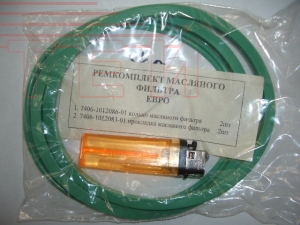 РЕМКОМПЛЕКТ МАСЛЯНОГО
ФИЛЬТРА
ЕВРО
1. 7406-1012086-01 кольцо масляного фильтра 2шт
2. 7406-1012083-01 прокладка масляного фильтра 2шт